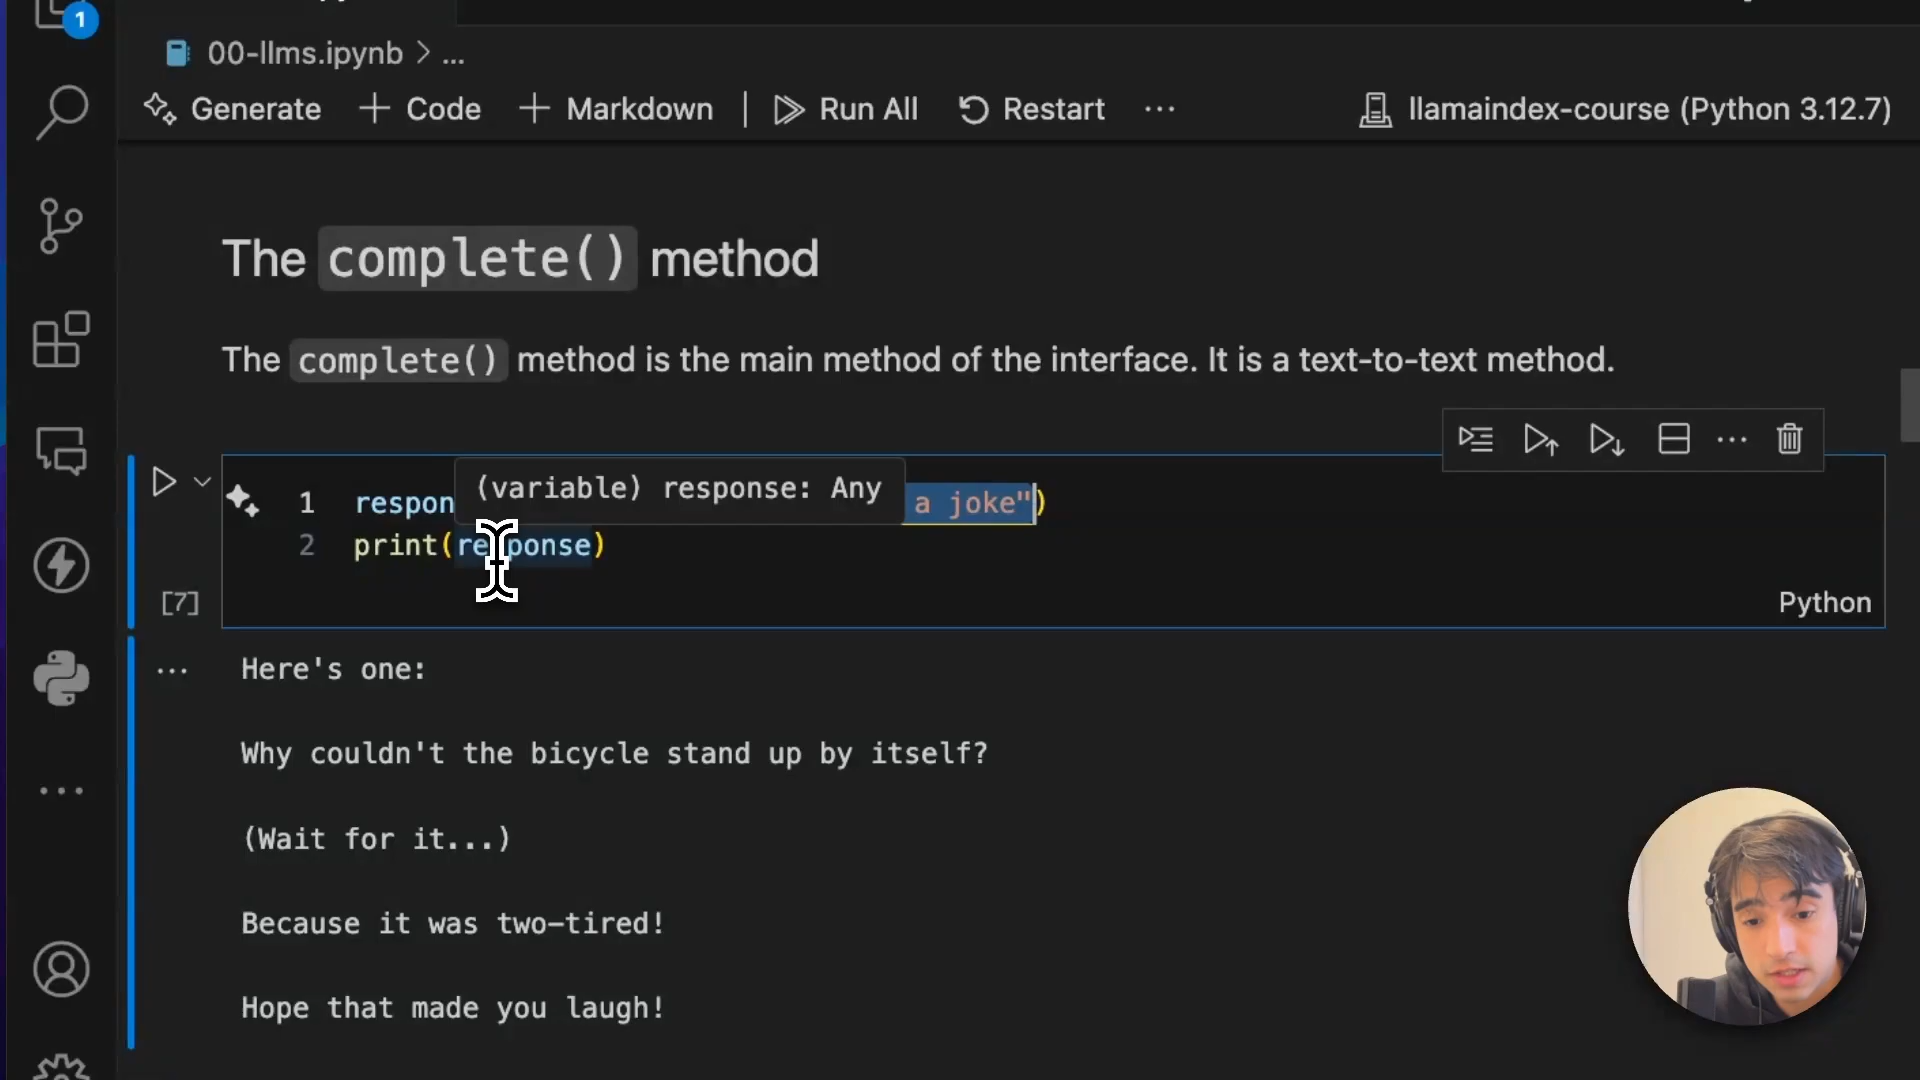 1
00-llms.ipynb > ...
Generate + Code + Markdown | Run All Restart ... llamaindex-course (Python 3.12.7)
The complete() method
The complete() method is the main method of the interface. It is a text-to-text method.
(variable) response: Any
1 respon a joke")
2 print(response)
[7]
Python
... Here's one:
Why couldn't the bicycle stand up by itself?
(Wait for it...)
Because it was two-tired!
Hope that made you laugh!